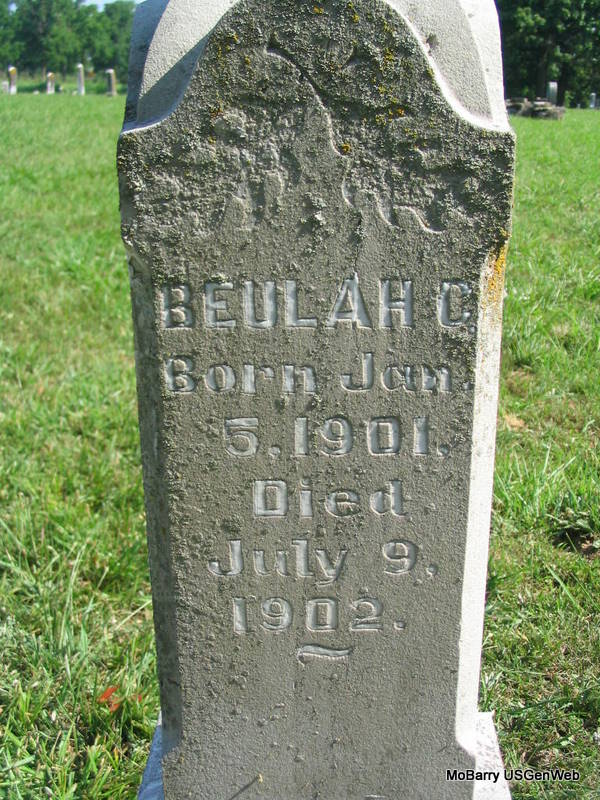 BEULAH C
Born Jan.
5, 1901.
Died
July 9,
1902.
MoBarry USGenWeb